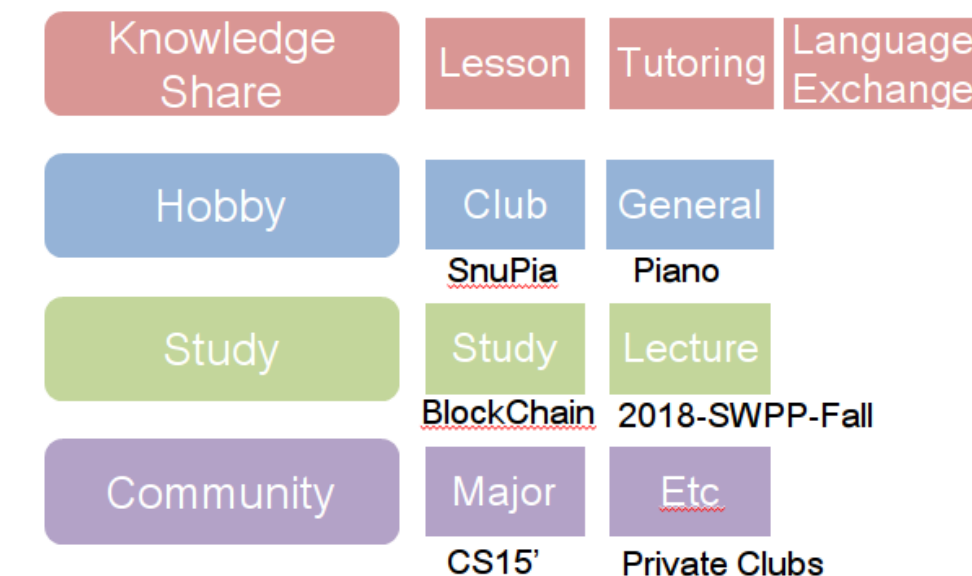 Knowledge
Share
Lesson
Tutoring
Language
Exchange
Hobby
Club
General
SnuPia
Piano
Study
Study
Lecture
BlockChain
2018-SWPP-Fall
Community
Major
Etc
CS15’
Private Clubs